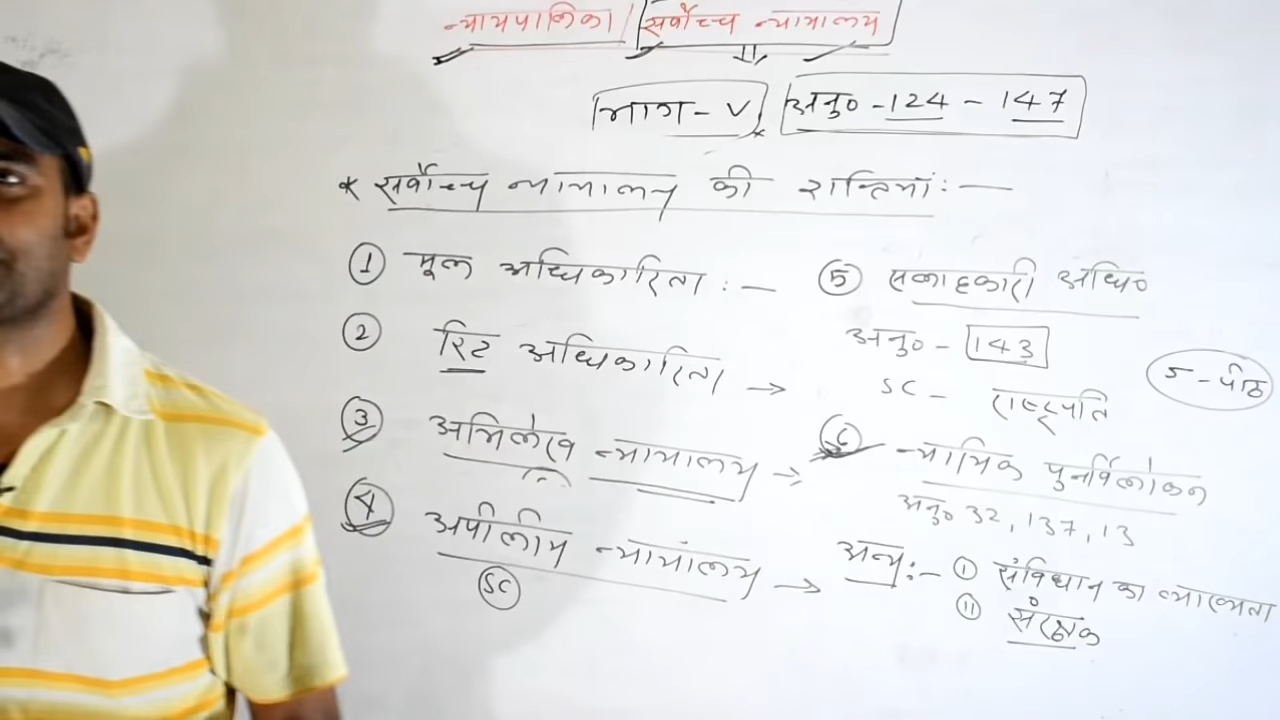 न्यायपालिका / सर्वोच्च न्यायालय
भाग - V, अनु० - 124 - 147
* सर्वोच्च न्यायालय की शक्तियां : —
① मूल अधिकारिता : —
② रिट अधिकारिता →
③ अभिलेख न्यायालय →
④ अपीलीय न्यायालय →
SC
⑤ सलाहकारी अधि०
अनु० - 143
SC - राष्ट्रपति
5 - पीठ
⑥ न्यायिक पुनर्विलोकन
अनु० 32, 137, 13
अन्य : - ① संविधान का व्याख्यता
⑪ संरक्षक